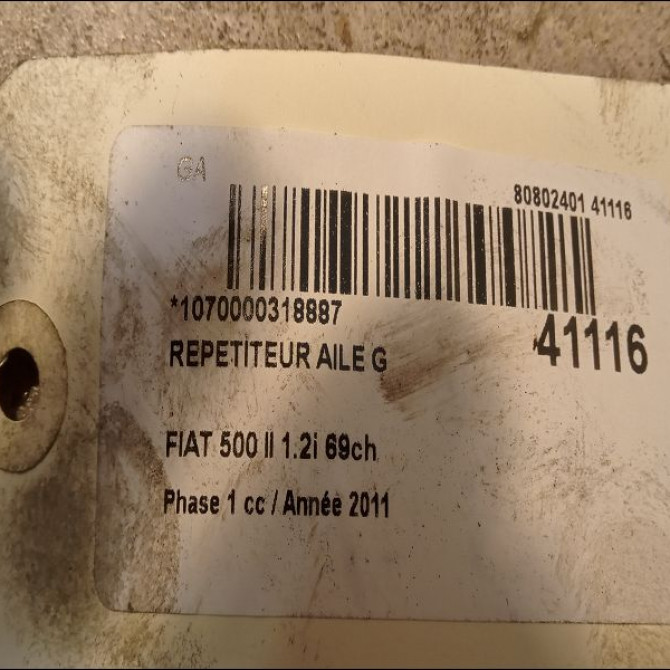 GA
80802401 41116
*1070000318887
41116
REPETITEUR AILE G
FIAT 500 II 1.2i 69ch
Phase 1 cc / Année 2011